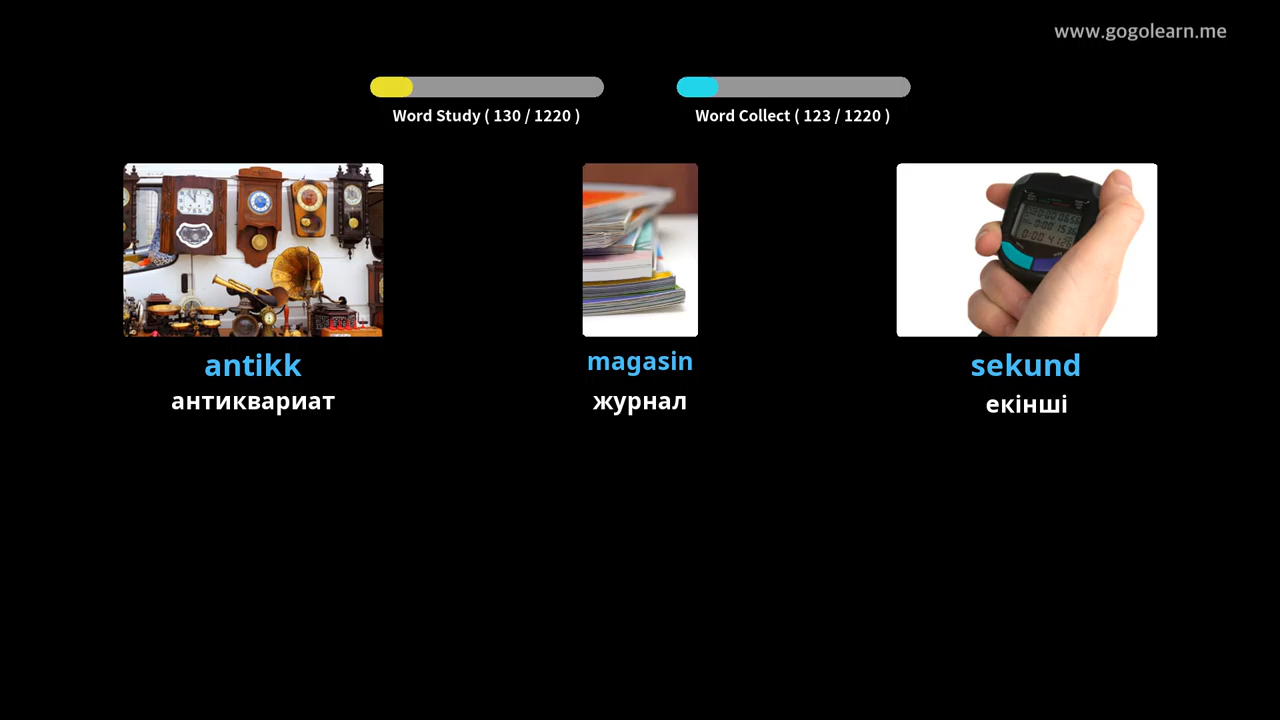 www.gogolearn.me
Word Study ( 130 / 1220 )
Word Collect ( 123 / 1220 )
antikk
антиквариат
magasin
журнал
sekund
екінші